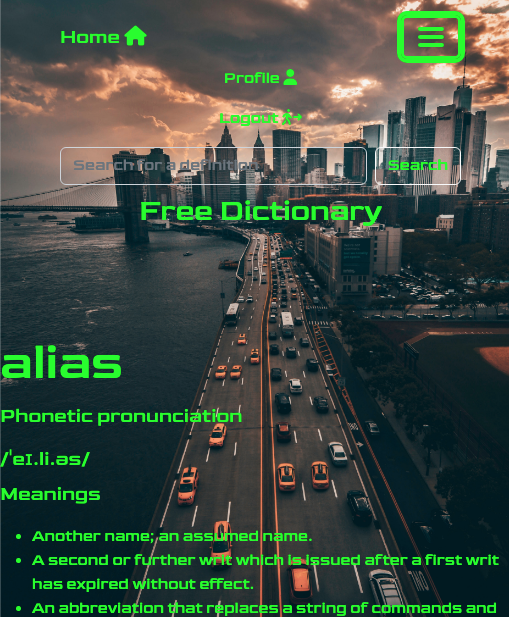 Home
Profile
Logout
Search for a definition
Search
Free Dictionary
alias
Phonetic pronunciation
/ˈeɪ.li.əs/
Meanings
• Another name; an assumed name.
• A second or further writ which is issued after a first writ
has expired without effect.
• An abbreviation that replaces a string of commands and